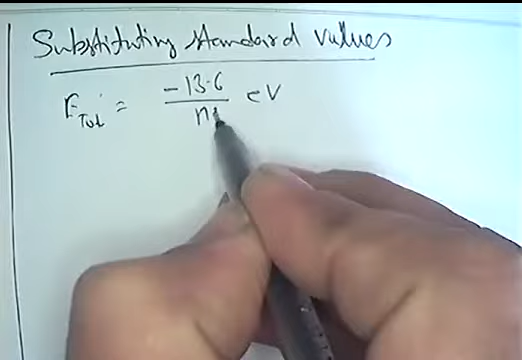 Substituting standard values
E_Tot = -13.6/n eV